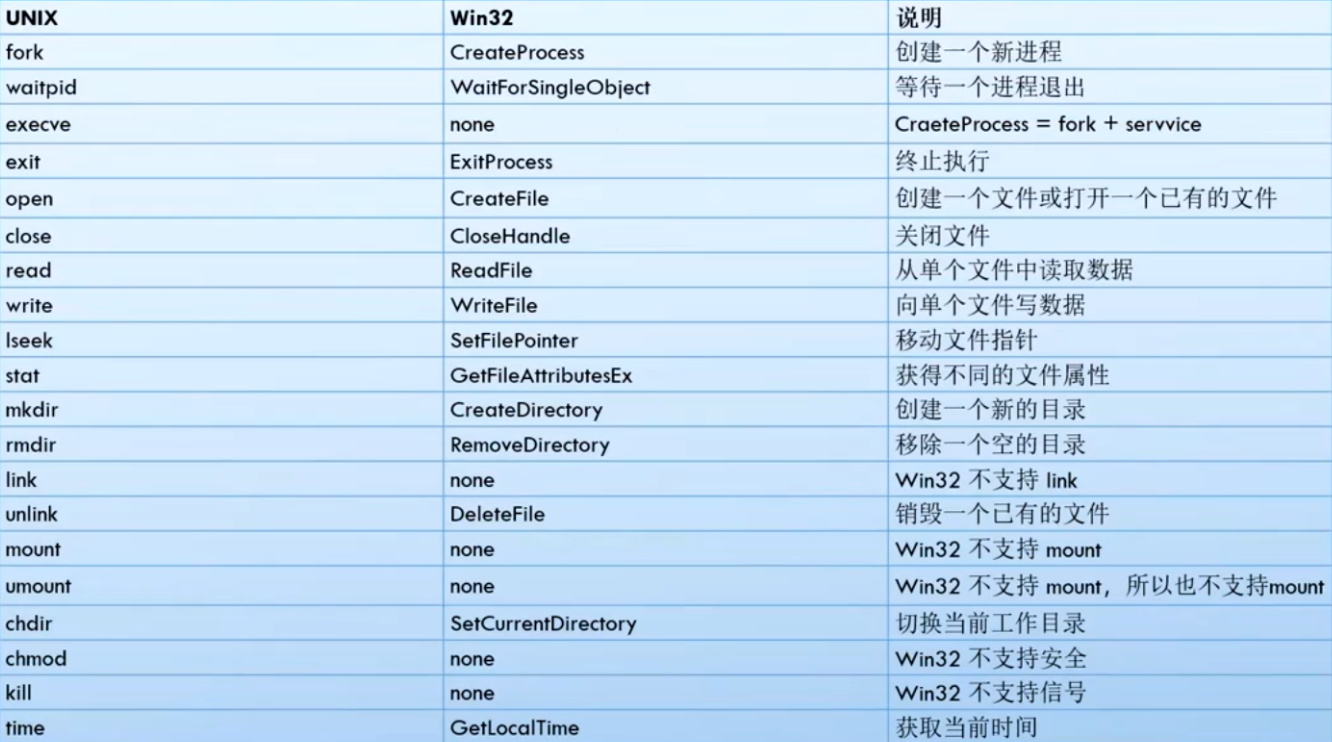 UNIX Win32 说明
fork CreateProcess 创建一个新进程
waitpid WaitForSingleObject 等待一个进程退出
execve none CraeteProcess = fork + servvice
exit ExitProcess 终止执行
open CreateFile 创建一个文件或打开一个已有的文件
close CloseHandle 关闭文件
read ReadFile 从单个文件中读取数据
write WriteFile 向单个文件写数据
lseek SetFilePointer 移动文件指针
stat GetFileAttributesEx 获得不同的文件属性
mkdir CreateDirectory 创建一个新的目录
rmdir RemoveDirectory 移除一个空的目录
link none Win32 不支持 link
unlink DeleteFile 销毁一个已有的文件
mount none Win32 不支持 mount
umount none Win32 不支持 mount，所以也不支持mount
chdir SetCurrentDirectory 切换当前工作目录
chmod none Win32 不支持安全
kill none Win32 不支持信号
time GetLocalTime 获取当前时间